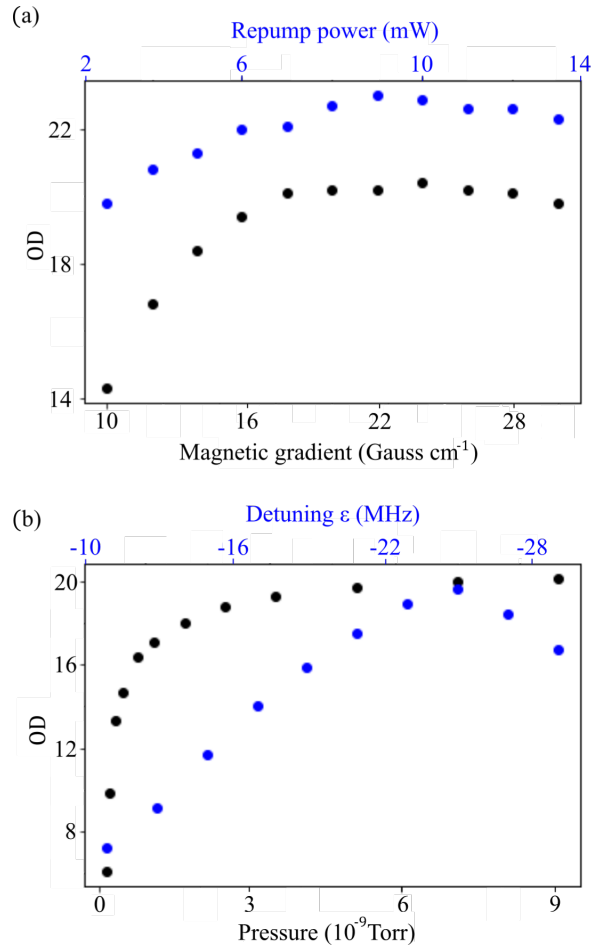 (a)
Repump power (mW)
2 6 10 14
22
18
14
OD
10 16 22 28
Magnetic gradient (Gauss cm⁻¹)
(b)
Detuning ε (MHz)
-10 -16 -22 -28
20
16
12
8
OD
0 3 6 9
Pressure (10⁻⁹Torr)